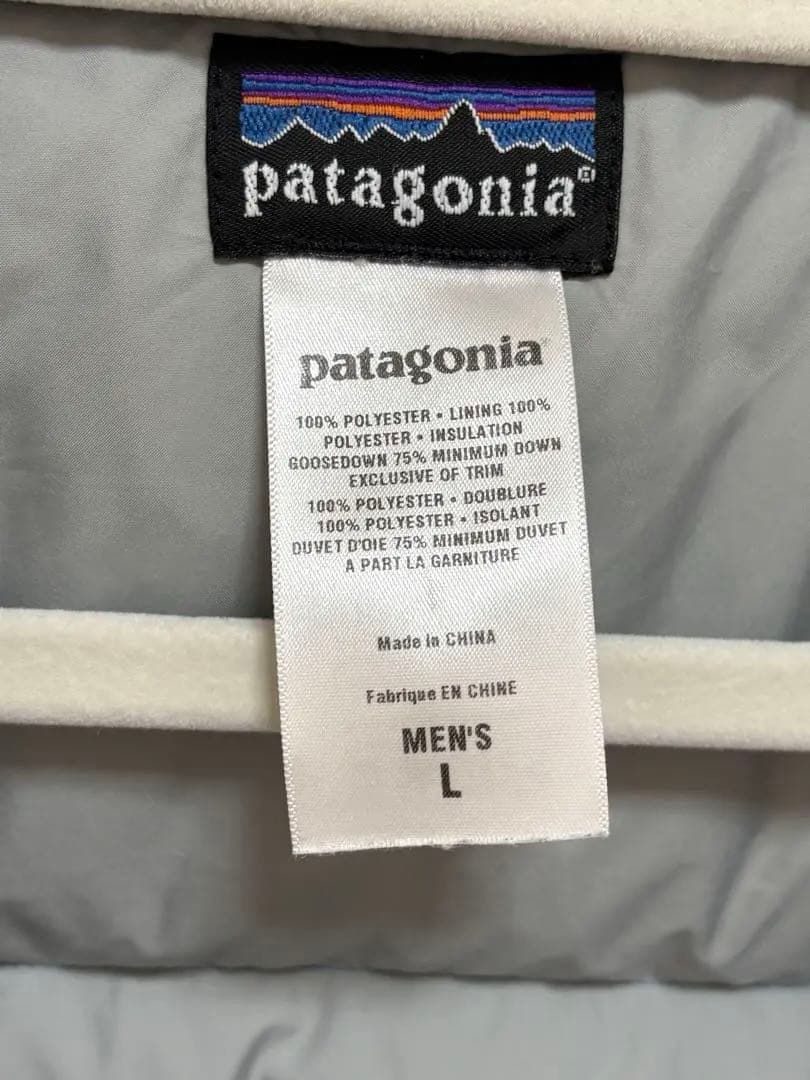 patagonia®
patagonia
100% POLYESTER • LINING 100%
POLYESTER • INSULATION
GOOSEDOWN 75% MINIMUM DOWN
EXCLUSIVE OF TRIM
100% POLYESTER • DOUBLURE
100% POLYESTER • ISOLANT
DUVET D'OIE 75% MINIMUM DUVET
A PART LA GARNITURE
Made in CHINA
Fabrique EN CHINE
MEN'S
L